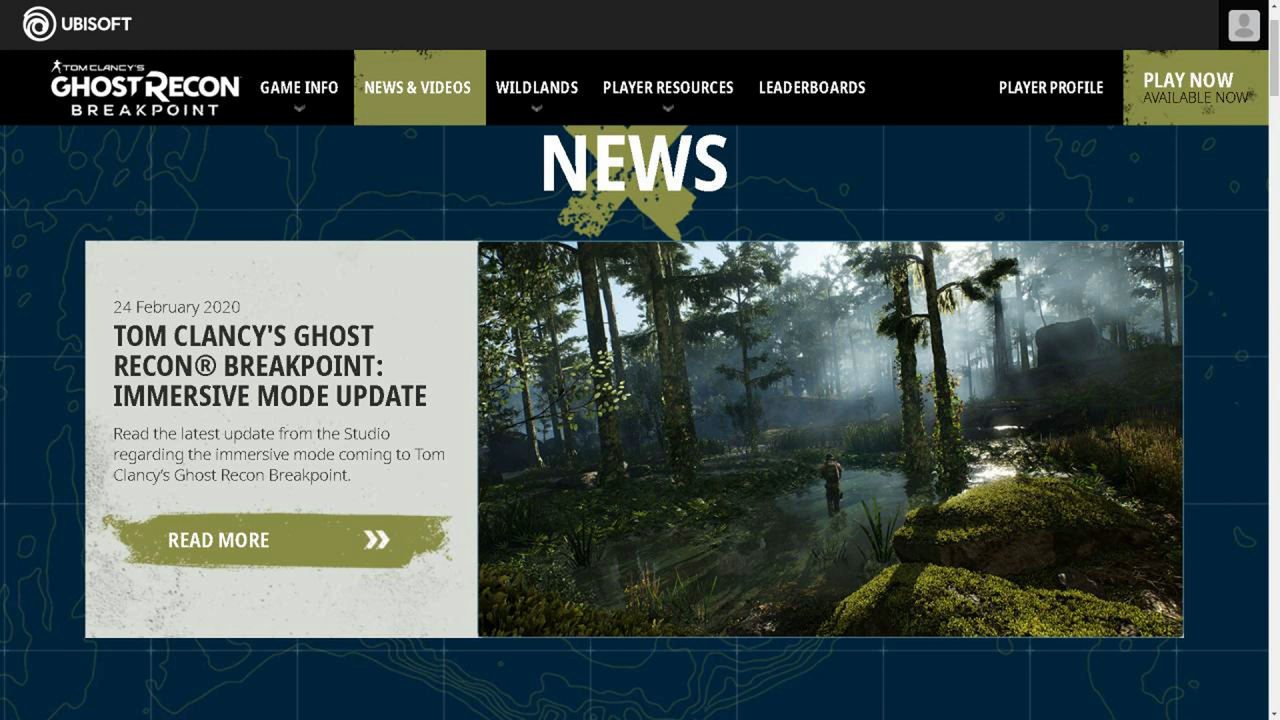 UBISOFT
TOM CLANCY'S
GHOST RECON
BREAKPOINT
GAME INFO
NEWS & VIDEOS
WILDLANDS
PLAYER RESOURCES
LEADERBOARDS
PLAYER PROFILE
PLAY NOW
AVAILABLE NOW
NEWS
24 February 2020
TOM CLANCY'S GHOST
RECON® BREAKPOINT:
IMMERSIVE MODE UPDATE
Read the latest update from the Studio
regarding the immersive mode coming to Tom
Clancy's Ghost Recon Breakpoint.
READ MORE